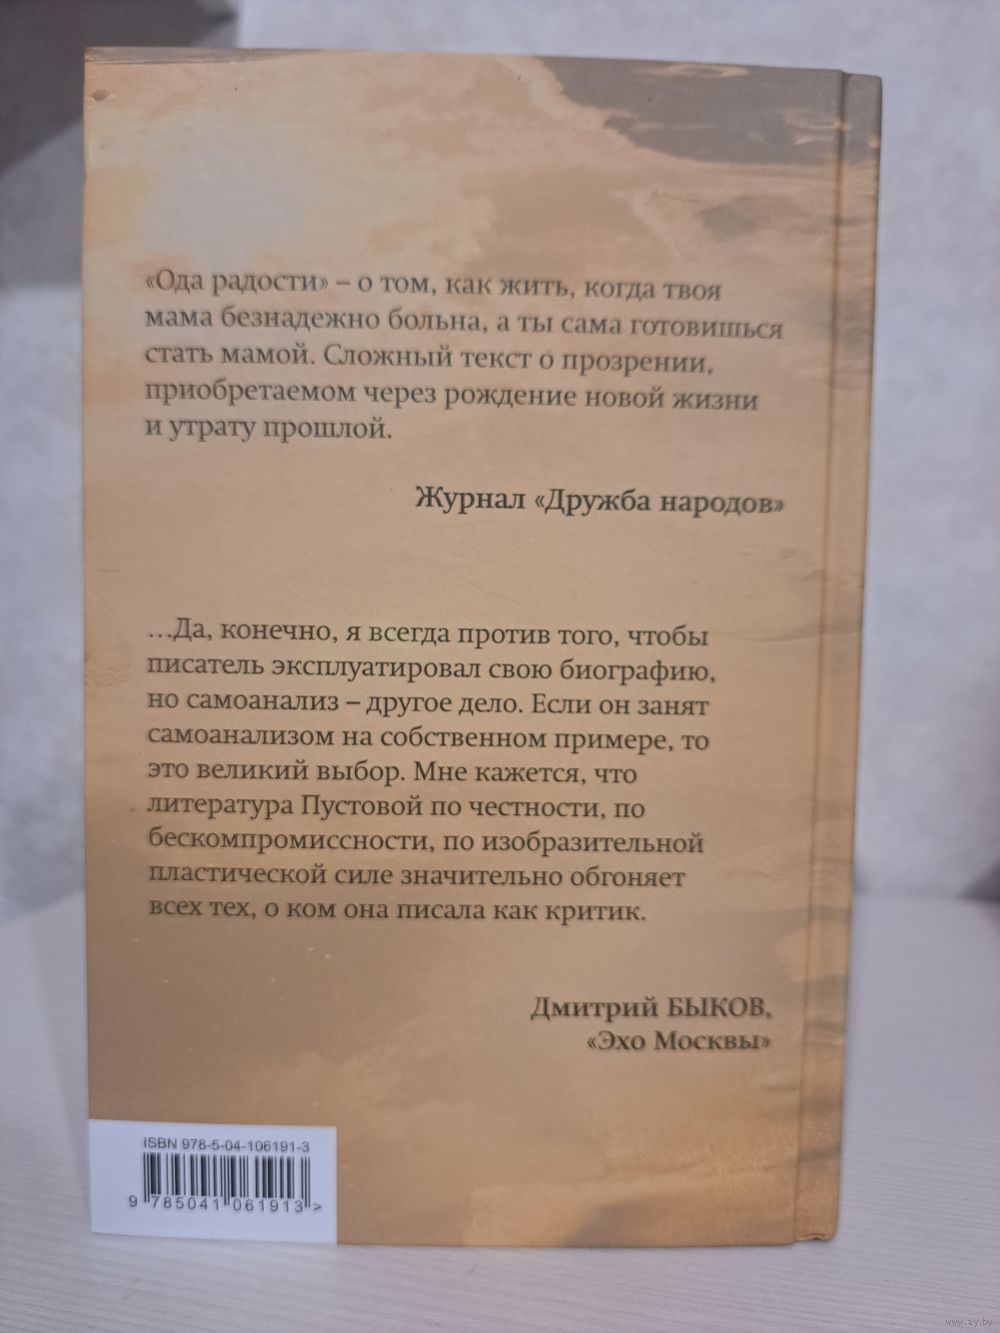 «Ода радости» – о том, как жить, когда твоя
мама безнадежно больна, а ты сама готовишься
стать мамой. Сложный текст о прозрении,
приобретаемом через рождение новой жизни
и утрату прошлой.
Журнал «Дружба народов»
...Да, конечно, я всегда против того, чтобы
писатель эксплуатировал свою биографию,
но самоанализ – другое дело. Если он занят
самоанализом на собственном примере, то
это великий выбор. Мне кажется, что
литература Пустовой по честности, по
бескомпромиссности, по изобразительной
пластической силе значительно обгоняет
всех тех, о ком она писала как критик.
Дмитрий БЫКОВ,
«Эхо Москвы»
ISBN 978-5-04-106191-3
9 785041 061913 >
www.ay.by